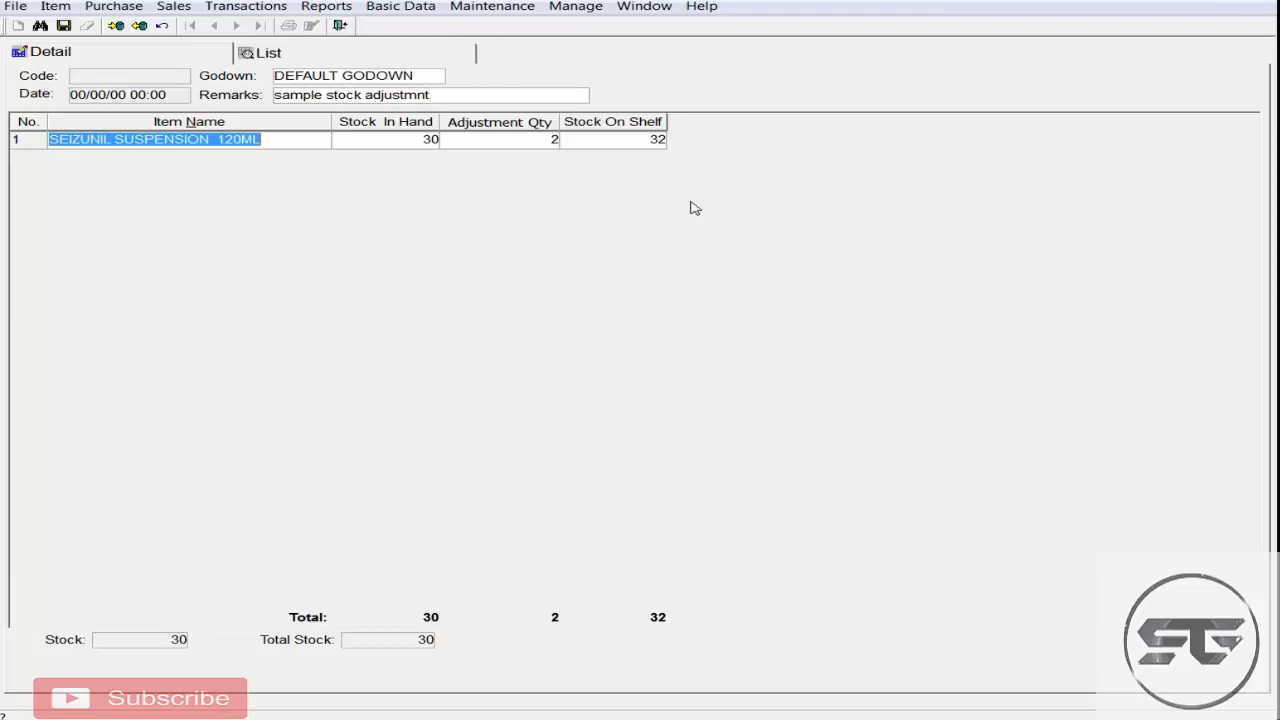 File Item Purchase Sales Transactions Reports Basic Data Maintenance Manage Window Help
Detail List
Code: Godown: DEFAULT GODOWN
Date: 00/00/00 00:00 Remarks: sample stock adjustmnt
No. Item Name Stock In Hand Adjustment Qty Stock On Shelf
1 SEIZUNIL SUSPENSION 120ML 30 2 32
Total: 30 2 32
Stock: 30 Total Stock: 30
Subscribe
STG
?